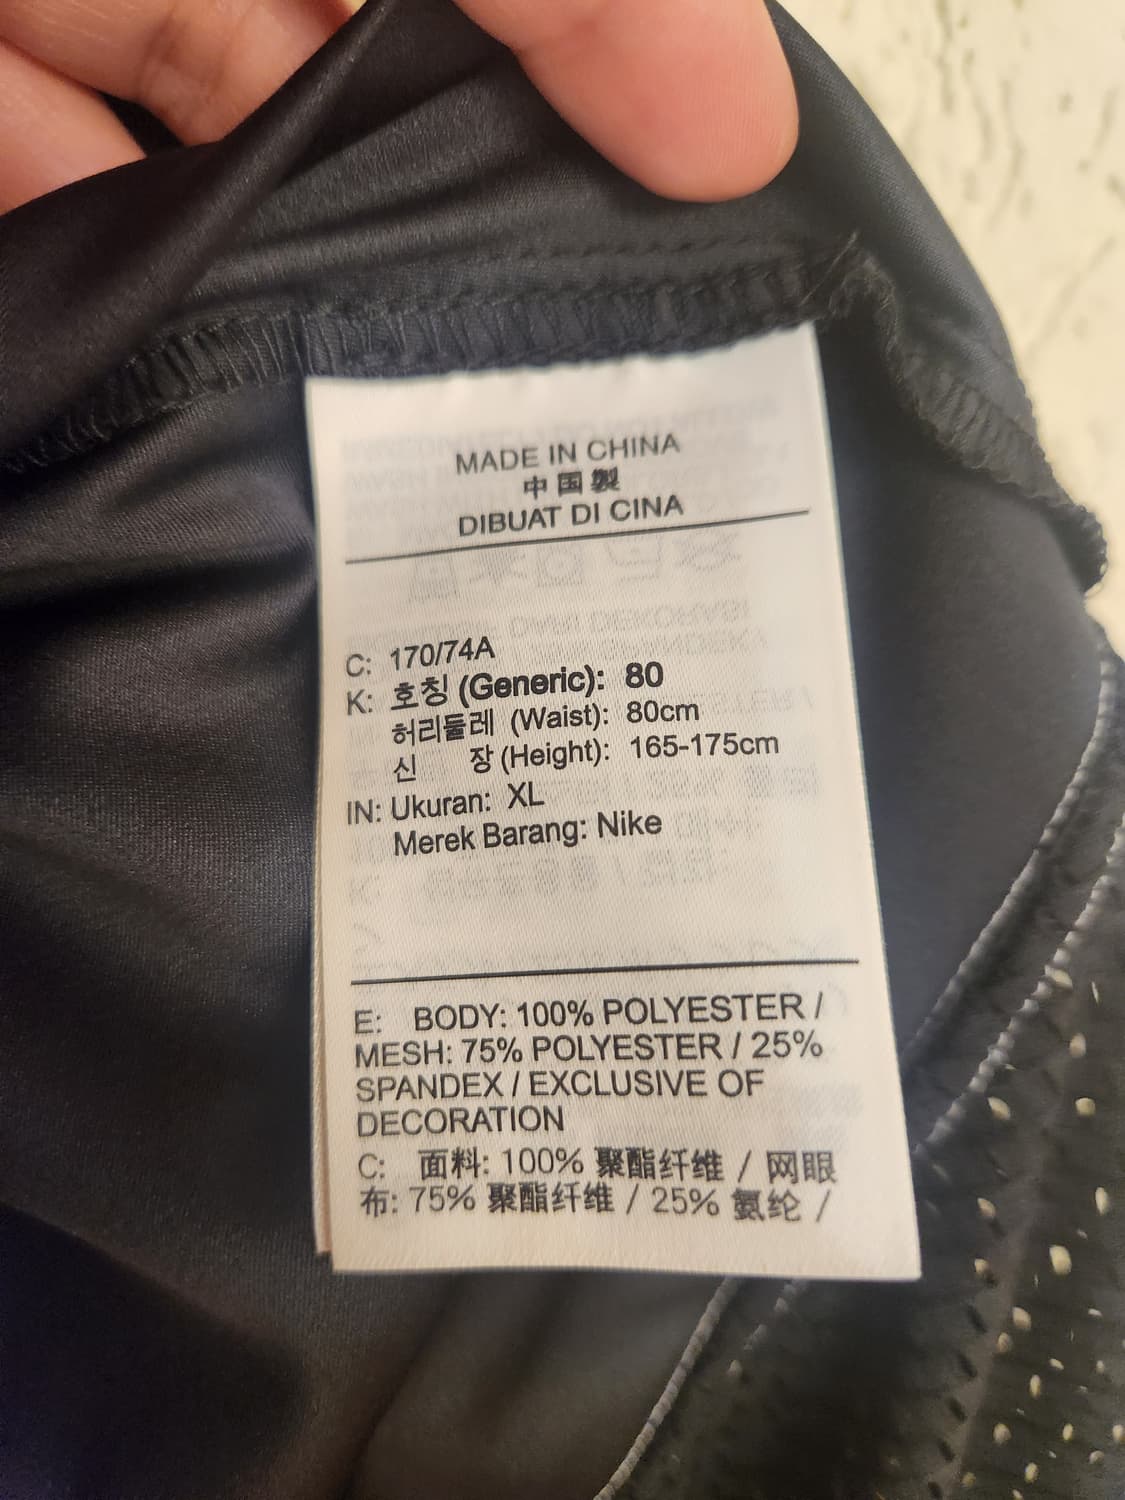 MADE IN CHINA
中国製
DIBUAT DI CINA
C: 170/74A
K: 호칭 (Generic): 80
허리둘레 (Waist): 80cm
신 장 (Height): 165-175cm
IN: Ukuran: XL
Merek Barang: Nike
E: BODY: 100% POLYESTER /
MESH: 75% POLYESTER / 25%
SPANDEX / EXCLUSIVE OF
DECORATION
C: 面料: 100% 聚酯纤维 / 网眼
布: 75% 聚酯纤维 / 25% 氨纶 /